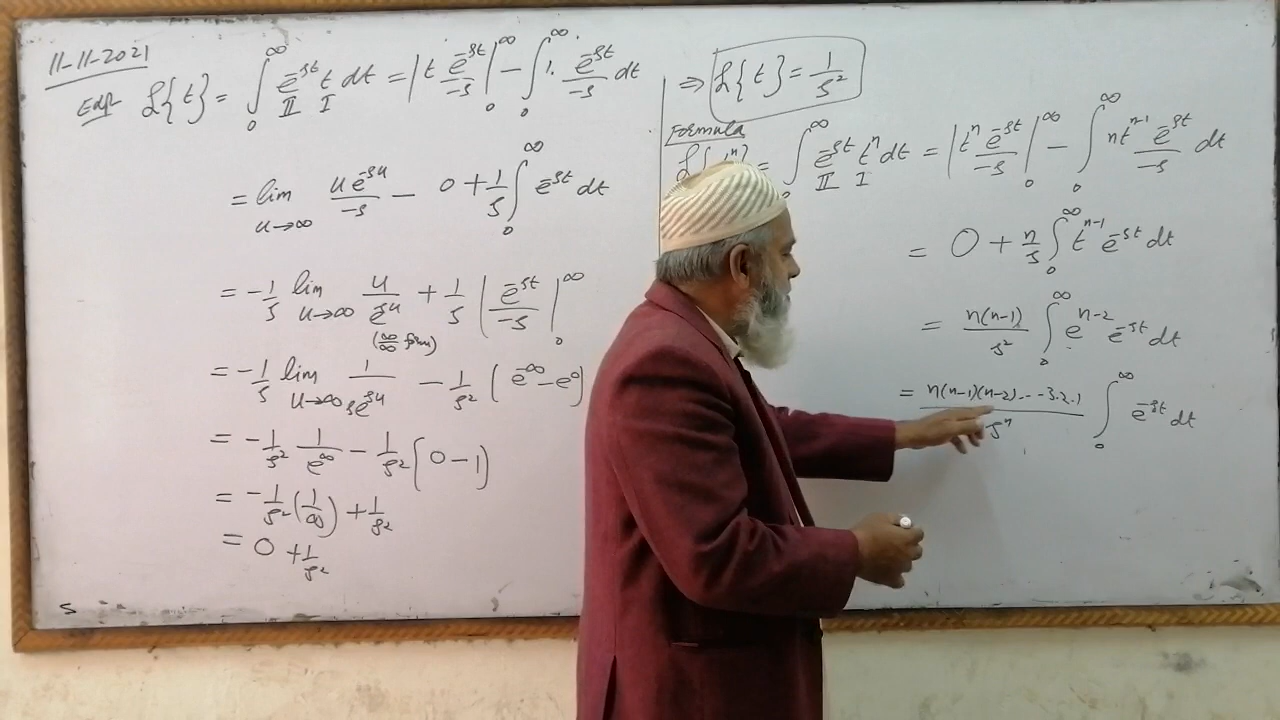 11-11-2021
Exp ℒ{t} = ∫₀^∞ e^{-st} t dt = |t e^{-st}/-s|₀^∞ - ∫₀^∞ 1. e^{-st}/-s dt
II I
= lim_{u→∞} u e^{-su}/-s - 0 + 1/s ∫₀^∞ e^{-st} dt
= -1/s lim_{u→∞} u/e^{su} + 1/s |e^{-st}/-s|₀^∞
(∞/∞ form)
= -1/s lim_{u→∞} 1/se^{su} - 1/s² (e^{-∞} - e^0)
= -1/s² 1/e^∞ - 1/s² (0 - 1)
= -1/s² (1/∞) + 1/s²
= 0 + 1/s²
s
⇒ ℒ{t} = 1/s²
Formula
= ∫₀^∞ e^{-st} t^n dt = |t^n e^{-st}/-s|₀^∞ - ∫₀^∞ nt^{n-1} e^{-st}/-s dt
II I
= 0 + n/s ∫₀^∞ t^{n-1} e^{-st} dt
= n(n-1)/s² ∫₀^∞ e^{n-2} e^{-st} dt
= n(n-1)(n-2)...-3.2.1/s^n ∫₀^∞ e^{-st} dt